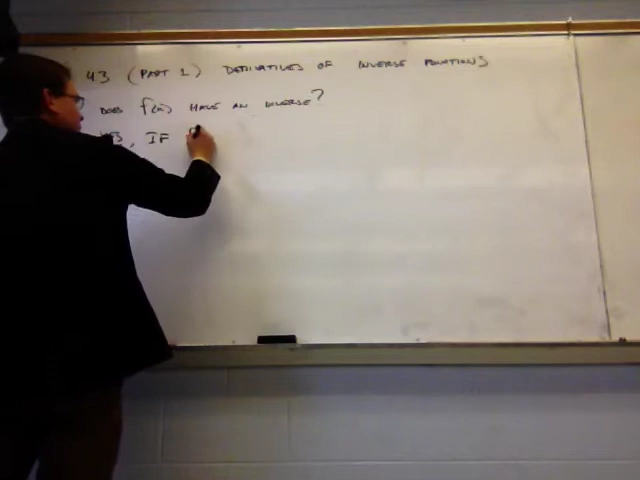 4.3 (PART 1) DERIVATIVES OF INVERSE FUNCTIONS
DOES f(x) HAVE AN INVERSE?
YES, IF